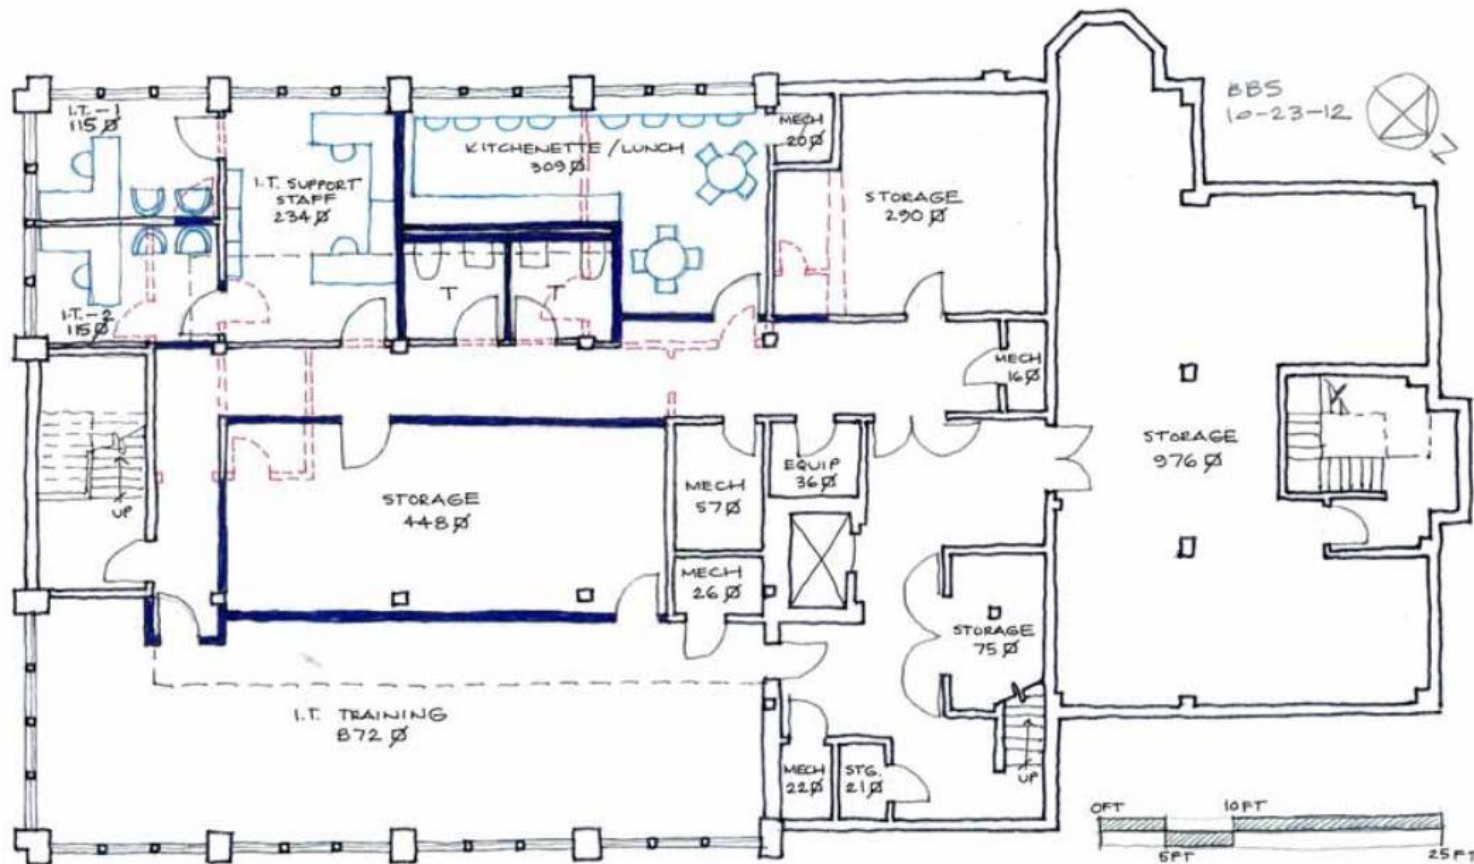 BBS
10-23-12
N
I.T.-1
115⌀
I.T. SUPPORT
STAFF
234⌀
KITCHENETTE/LUNCH
309⌀
MECH
20⌀
STORAGE
290⌀
I.T.-2
115⌀
T
T
MECH
16⌀
UP
STORAGE
448⌀
MECH
57⌀
EQUIP
36⌀
STORAGE
976⌀
MECH
26⌀
STORAGE
75⌀
I.T. TRAINING
872⌀
MECH
22⌀
STG.
21⌀
UP
0FT
10FT
5FT
25FT